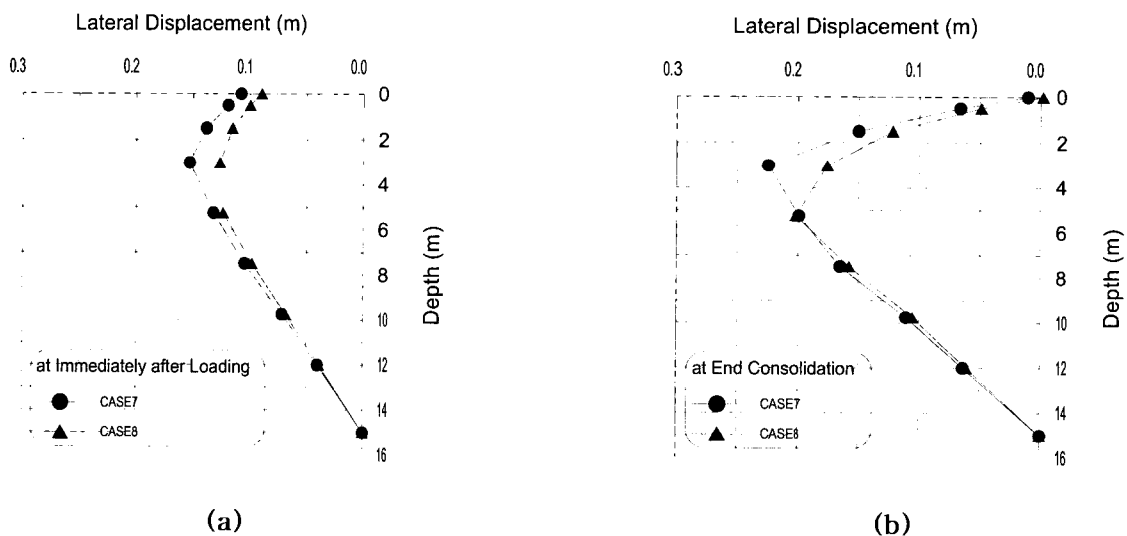 Lateral Displacement (m)
0.3 0.2 0.1 0.0
0
2
4
6
8
10
12
14
16
Depth (m)
at Immediately after Loading
CASE7
CASE8
(a)
Lateral Displacement (m)
0.3 0.2 0.1 0.0
0
2
4
6
8
10
12
14
16
Depth (m)
at End Consolidation
CASE7
CASE8
(b)